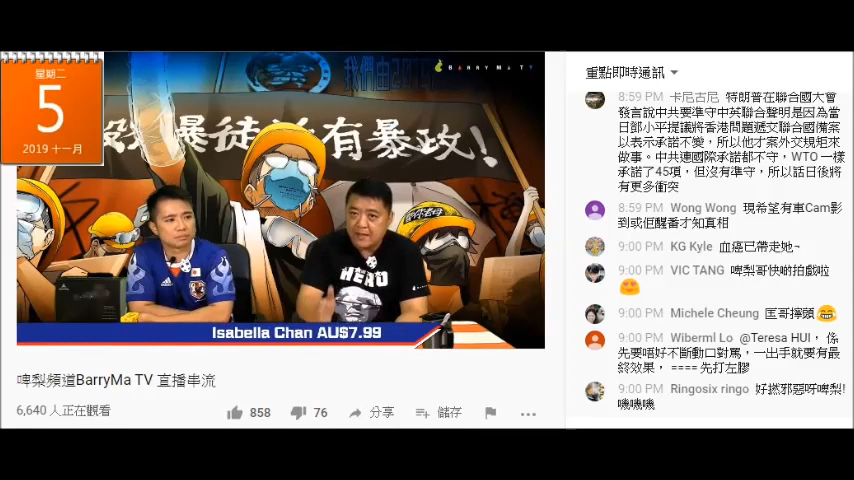 星期二
5
2019 十一月
BARRYMATV
我們由
沒有暴徒 只有暴政!
HERO
Isabella Chan AU$7.99
啤梨頻道BarryMa TV 直播串流
6,640 人正在觀看
858
76
分享
儲存
重點即時通訊
8:59 PM 卡尼古尼 特朗普在聯合國大會
發言說中共要準守中英聯合聲明是因為當
日鄧小平提議將香港問題遞交聯合國備案
以表示承諾不變，所以他才案外交規矩來
做事。中共連國際承諾都不守，WTO 一樣
承諾了45項，但沒有準守，所以話日後將
有更多衝突
8:59 PM Wong Wong 現希望有車Cam影
到或佢醒番才知真相
9:00 PM KG Kyle 血癌已帶走她~
9:00 PM VIC TANG 啤梨哥快啲拍戲啦
9:00 PM Michele Cheung 匡哥擰頭
9:00 PM Wiberml Lo @Teresa HUI， 係
先要唔好不斷動口對罵，一出手就要有最
終效果， ==== 先打左膠
9:00 PM Ringosix ringo 好撚邪惡呀啤梨!
嘰嘰嘰